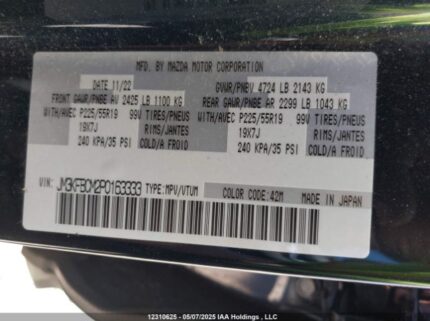 MFD. BY MAZDA MOTOR CORPORATION
DATE 11/22 GVWR/PNBV 4724 LB 2143 KG
FRONT GAWR/PNBE AV 2425 LB 1100 KG REAR GAWR/PNBE AR 2299 LB 1043 KG
WITH/AVEC P225/55R19 99V TIRES/PNEUS WITH/AVEC P225/55R19 99V TIRES/PNEUS
19X7J RIMS/JANTES 19X7J RIMS/JANTES
240 KPA/35 PSI COLD/A FROID 240 KPA/35 PSI COLD/A FROID
VIN: JM3KFBCM2P0163333 TYPE:MPV/VTUM COLOR CODE:42M MADE IN JAPAN
12310625 - 05/07/2025 IAA Holdings, LLC